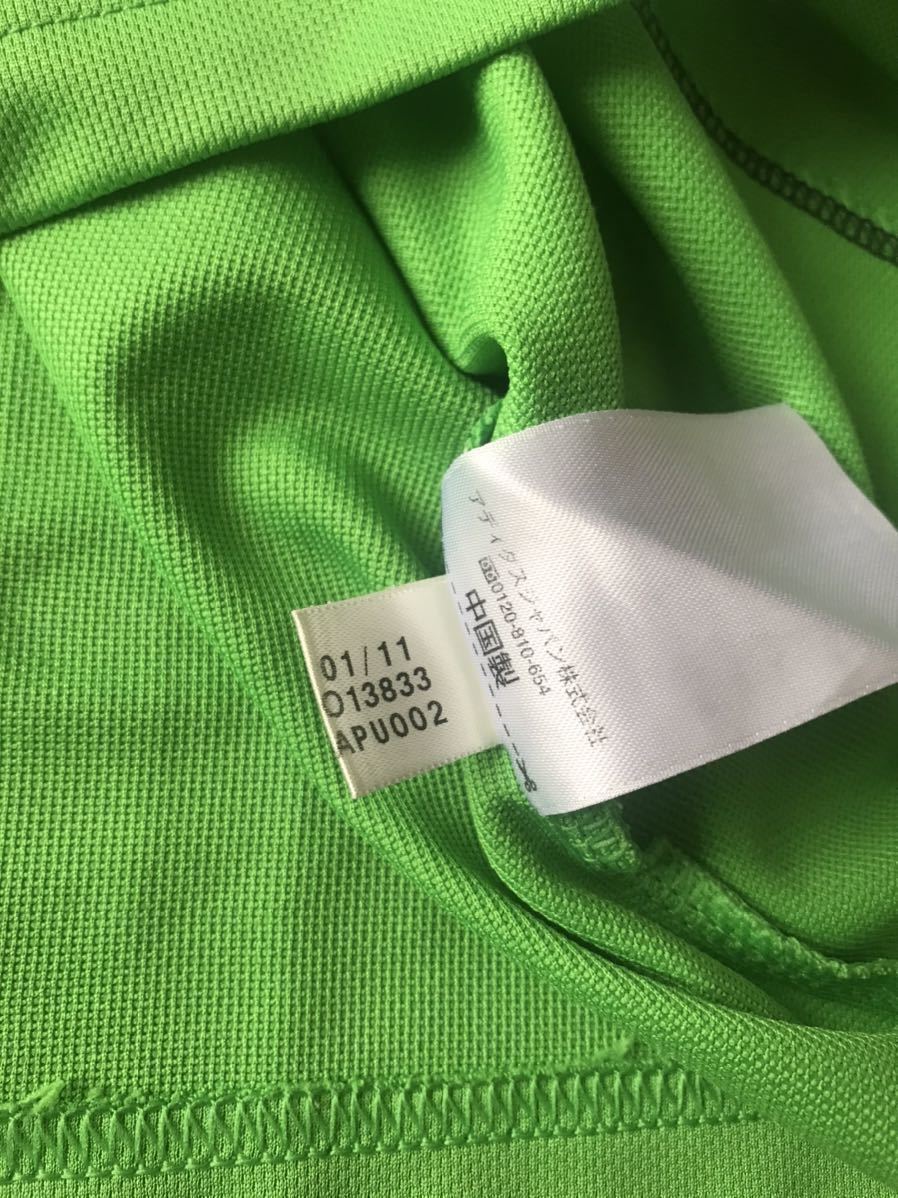 アディダスジャパン株式会社
0120-810-654
中国製
01/11
O13833
APU002